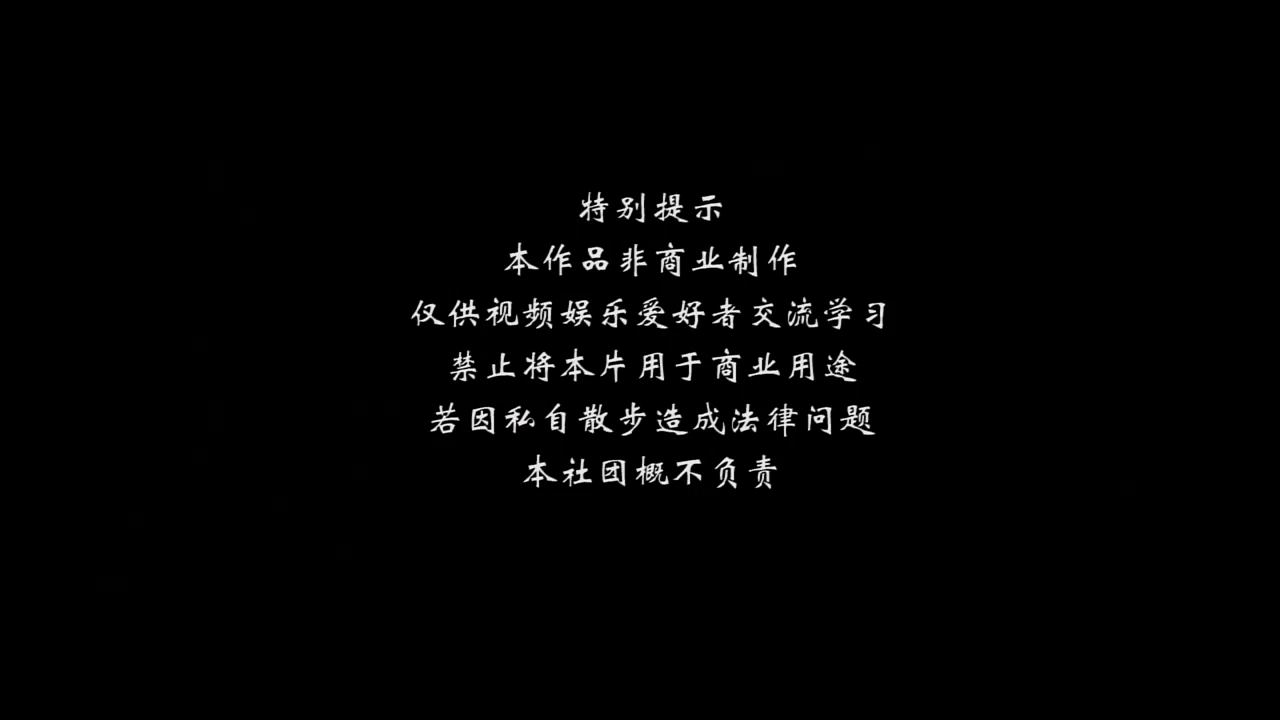 特别提示
本作品非商业制作
仅供视频娱乐爱好者交流学习
禁止将本片用于商业用途
若因私自散步造成法律问题
本社团概不负责